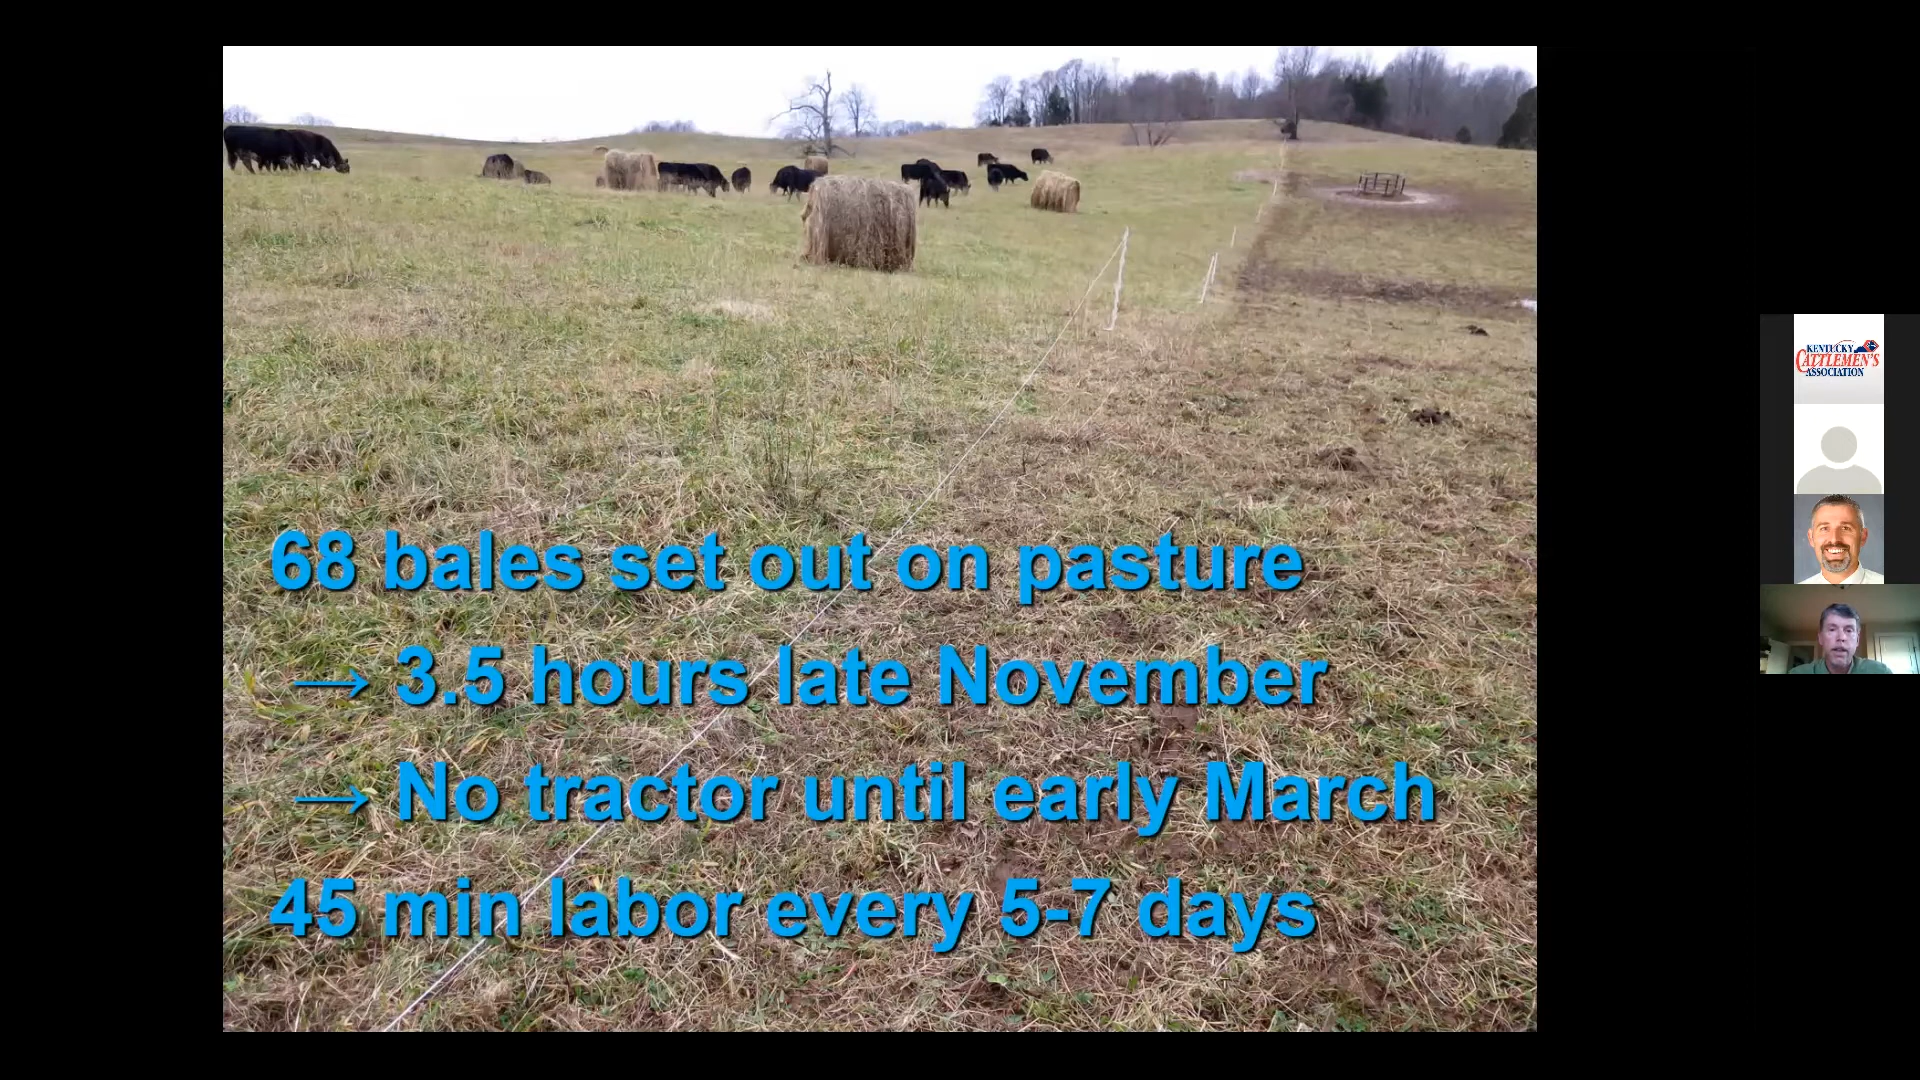 68 bales set out on pasture
→ 3.5 hours late November
→ No tractor until early March
45 min labor every 5-7 days
KENTUCKY
CATTLEMEN'S
ASSOCIATION